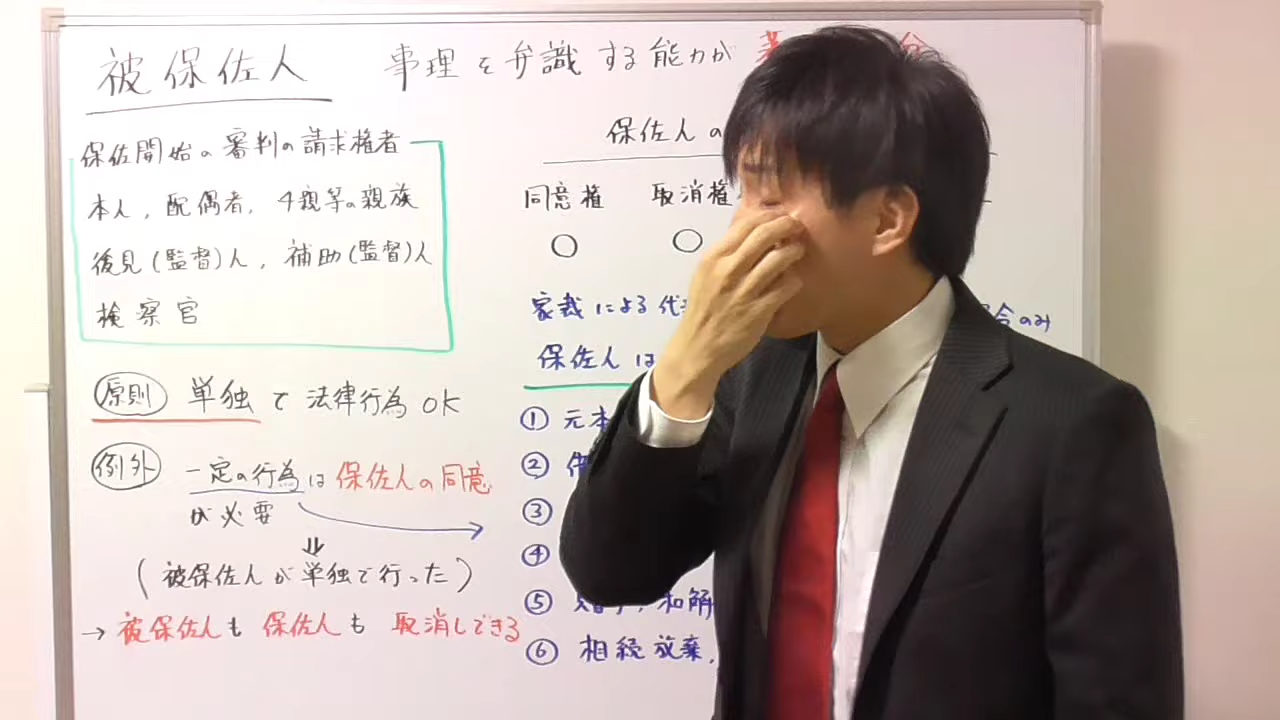 被保佐人
事理を弁識する能力が
保佐開始の審判の請求権者
本人, 配偶者, 4親等の親族
後見(監督)人, 補助(監督)人
検察官
原則 単独で法律行為OK
例外 一定の行為は保佐人の同意
が必要
⇓
(被保佐人が単独で行った)
→ 被保佐人も 保佐人も 取消しできる
保佐人の
同意権 取消権
○ ○
家裁による代 のみ
保佐人は
① 元本
②
③
④
⑤ 和解
⑥ 相続放棄,